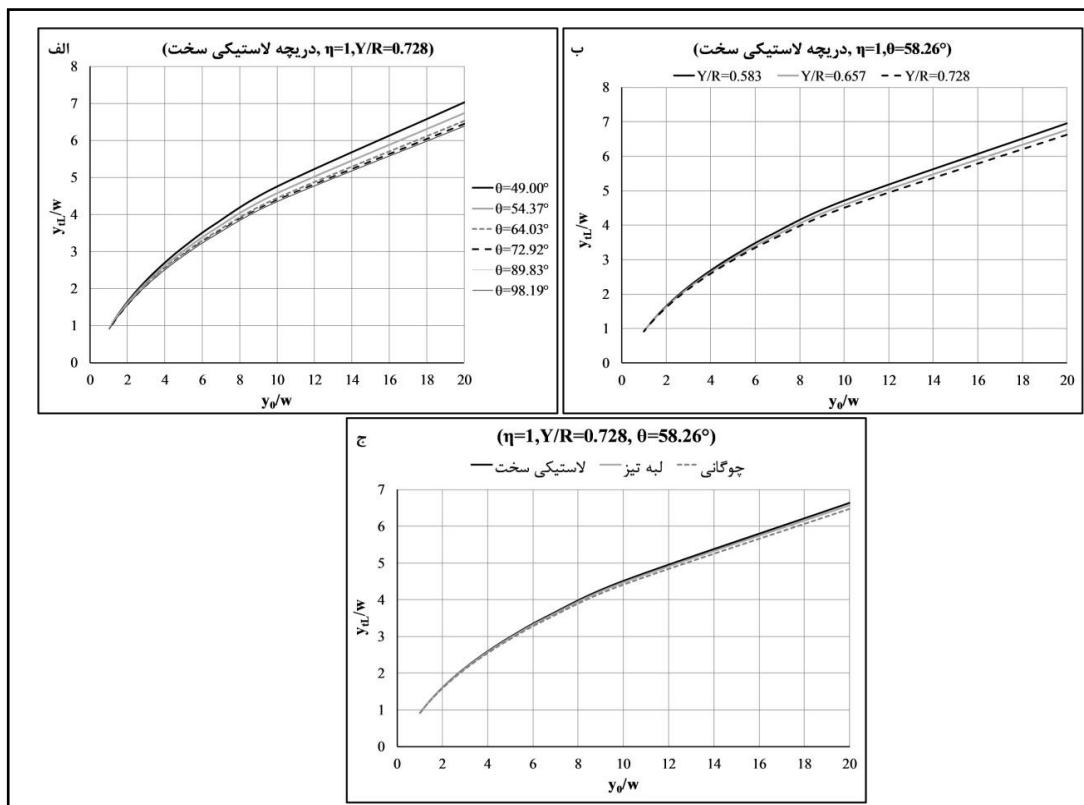 الف
(دریچه لاستیکی سخت, η=1,Y/R=0.728)
8
7
6
5
4
3
2
1
0
y_tL/w
0 2 4 6 8 10 12 14 16 18 20
y₀/w
θ=49.00°
θ=54.37°
θ=64.03°
θ=72.92°
θ=89.83°
θ=98.19°
ب
(دریچه لاستیکی سخت, η=1,θ=58.26°)
Y/R=0.583 Y/R=0.657 Y/R=0.728
8
7
6
5
4
3
2
1
0
y_tL/w
0 2 4 6 8 10 12 14 16 18 20
y₀/w
ج
(η=1,Y/R=0.728, θ=58.26°)
لاستیکی سخت لبه تیز چوگانی
7
6
5
4
3
2
1
0
y_tL/w
0 2 4 6 8 10 12 14 16 18 20
y₀/w